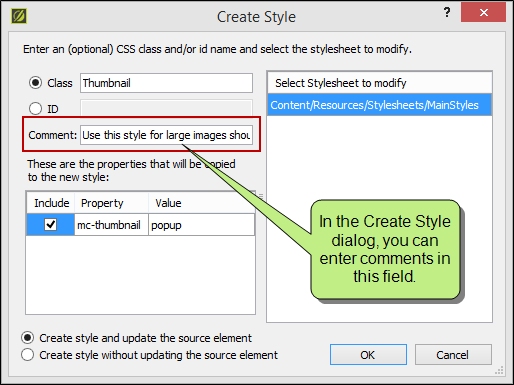 Create Style
?
Enter an (optional) CSS class and/or id name and select the stylesheet to modify.
Class
Thumbnail
ID
Comment:
Use this style for large images shou
These are the properties that will be copied
to the new style:
Include
Property
Value
mc-thumbnail
popup
Select Stylesheet to modify
Content/Resources/Stylesheets/MainStyles
In the Create Style
dialog, you can
enter comments in
this field.
Create style and update the source element
Create style without updating the source element
OK
Cancel